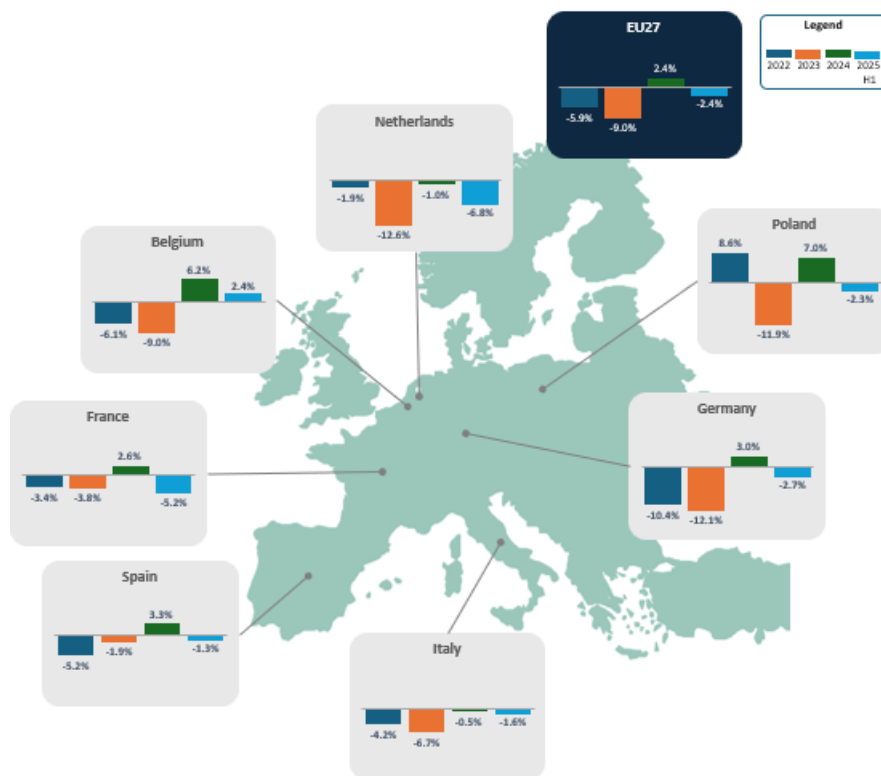 EU27
2.4%
-5.9%
-9.0%
-2.4%
Legend
2022 2023 2024 2025
H1
Netherlands
-1.9%
-12.6%
-1.0%
-6.8%
Belgium
6.2%
2.4%
-6.1%
-9.0%
Poland
8.6%
7.0%
-11.9%
-2.3%
France
2.6%
-3.4%
-3.8%
-5.2%
Germany
3.0%
-10.4%
-12.1%
-2.7%
Spain
3.3%
-5.2%
-1.9%
-1.3%
Italy
-4.2%
-6.7%
-0.5%
-1.6%